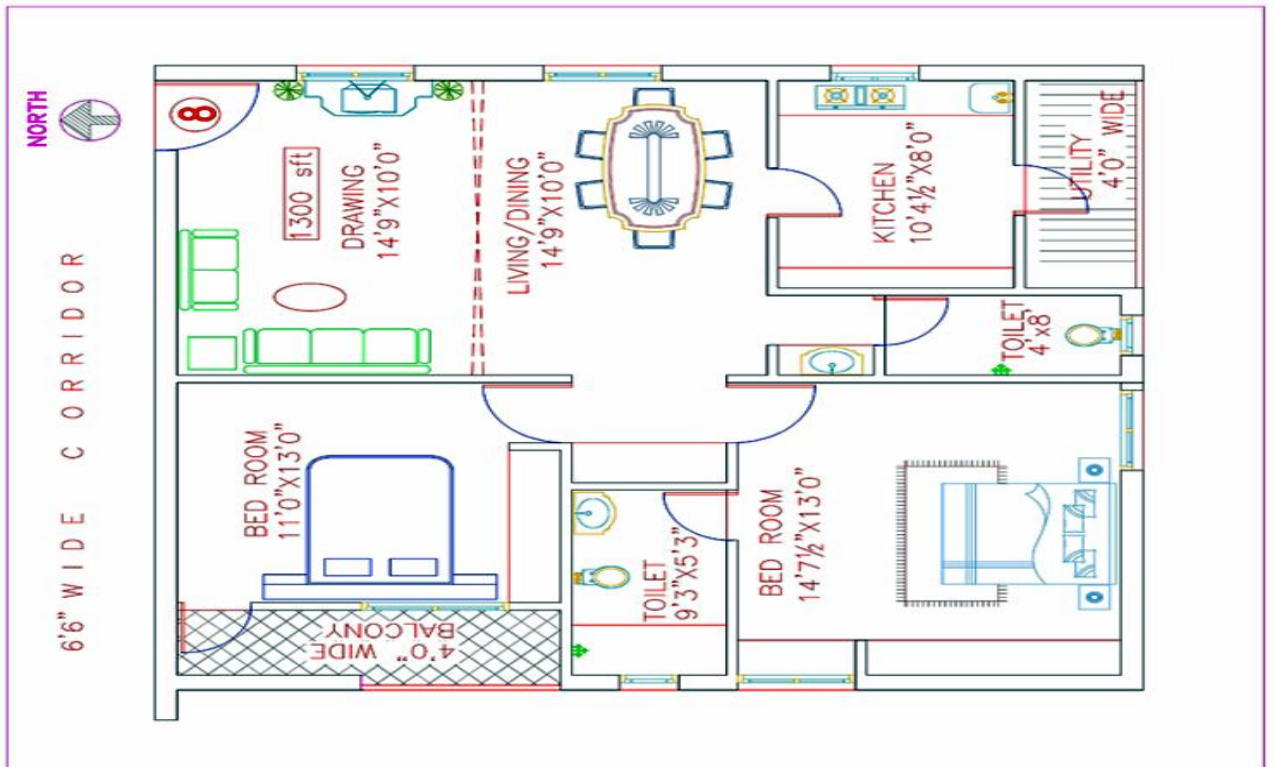 NORTH
8
1300 sft
DRAWING
14'9"X10'0"
LIVING/DINING
14'9"X10'0"
KITCHEN
10'4½"X8'0"
UTILITY
4'0" WIDE
TOILET
4'x8'
6'6" WIDE CORRIDOR
BED ROOM
11'0"X13'0"
4'0" WIDE
BALCONY
TOILET
9'3"X5'3"
BED ROOM
14'7½"X13'0"